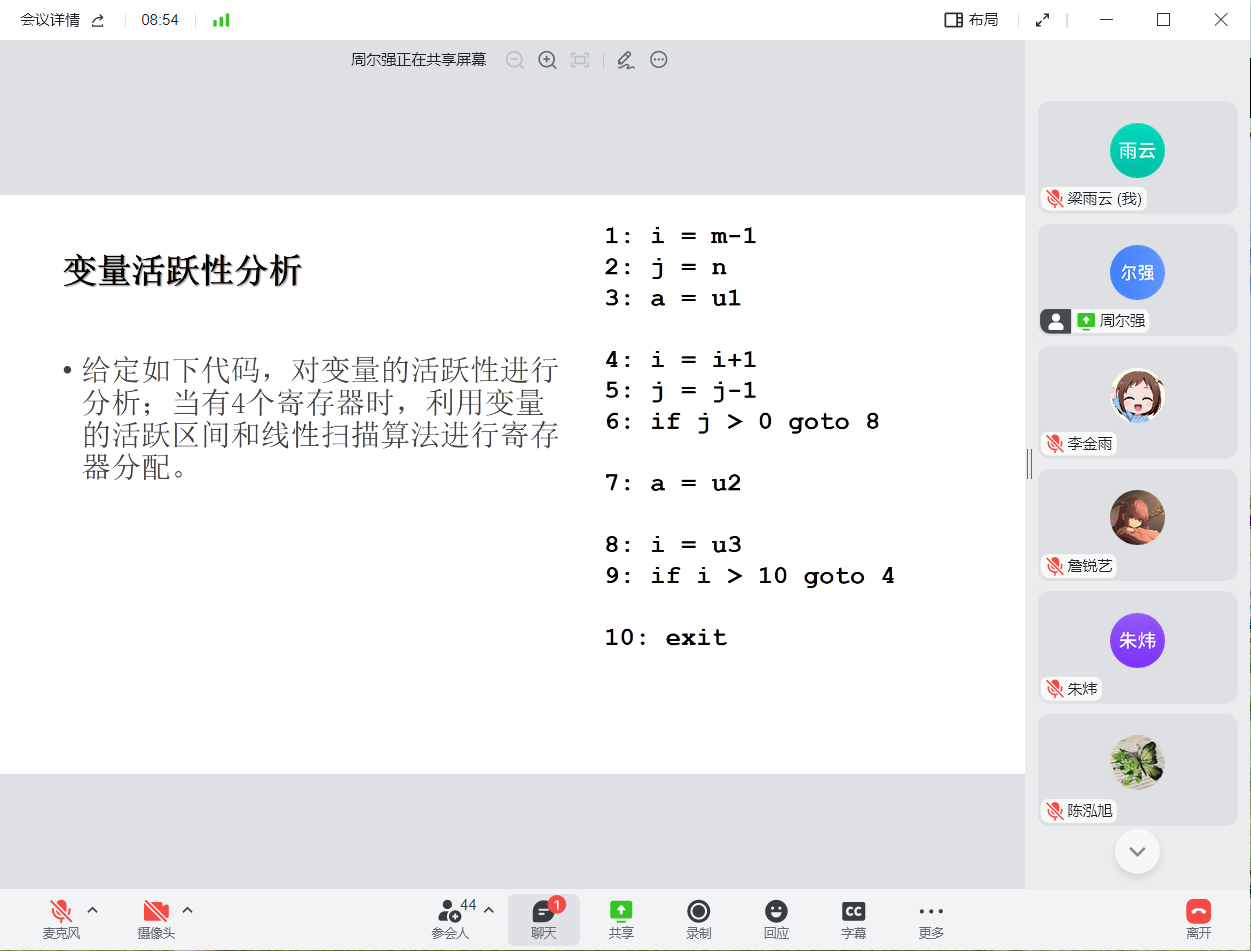 会议详情
08:54
布局
周尔强正在共享屏幕
变量活跃性分析
• 给定如下代码，对变量的活跃性进行
分析；当有4个寄存器时，利用变量
的活跃区间和线性扫描算法进行寄存
器分配。
1: i = m-1
2: j = n
3: a = u1
4: i = i+1
5: j = j-1
6: if j > 0 goto 8
7: a = u2
8: i = u3
9: if i > 10 goto 4
10: exit
雨云
梁雨云 (我)
尔强
周尔强
李金雨
詹锐艺
朱炜
朱炜
陈泓旭
麦克风
摄像头
44
参会人
1
聊天
共享
录制
回应
CC
字幕
更多
离开